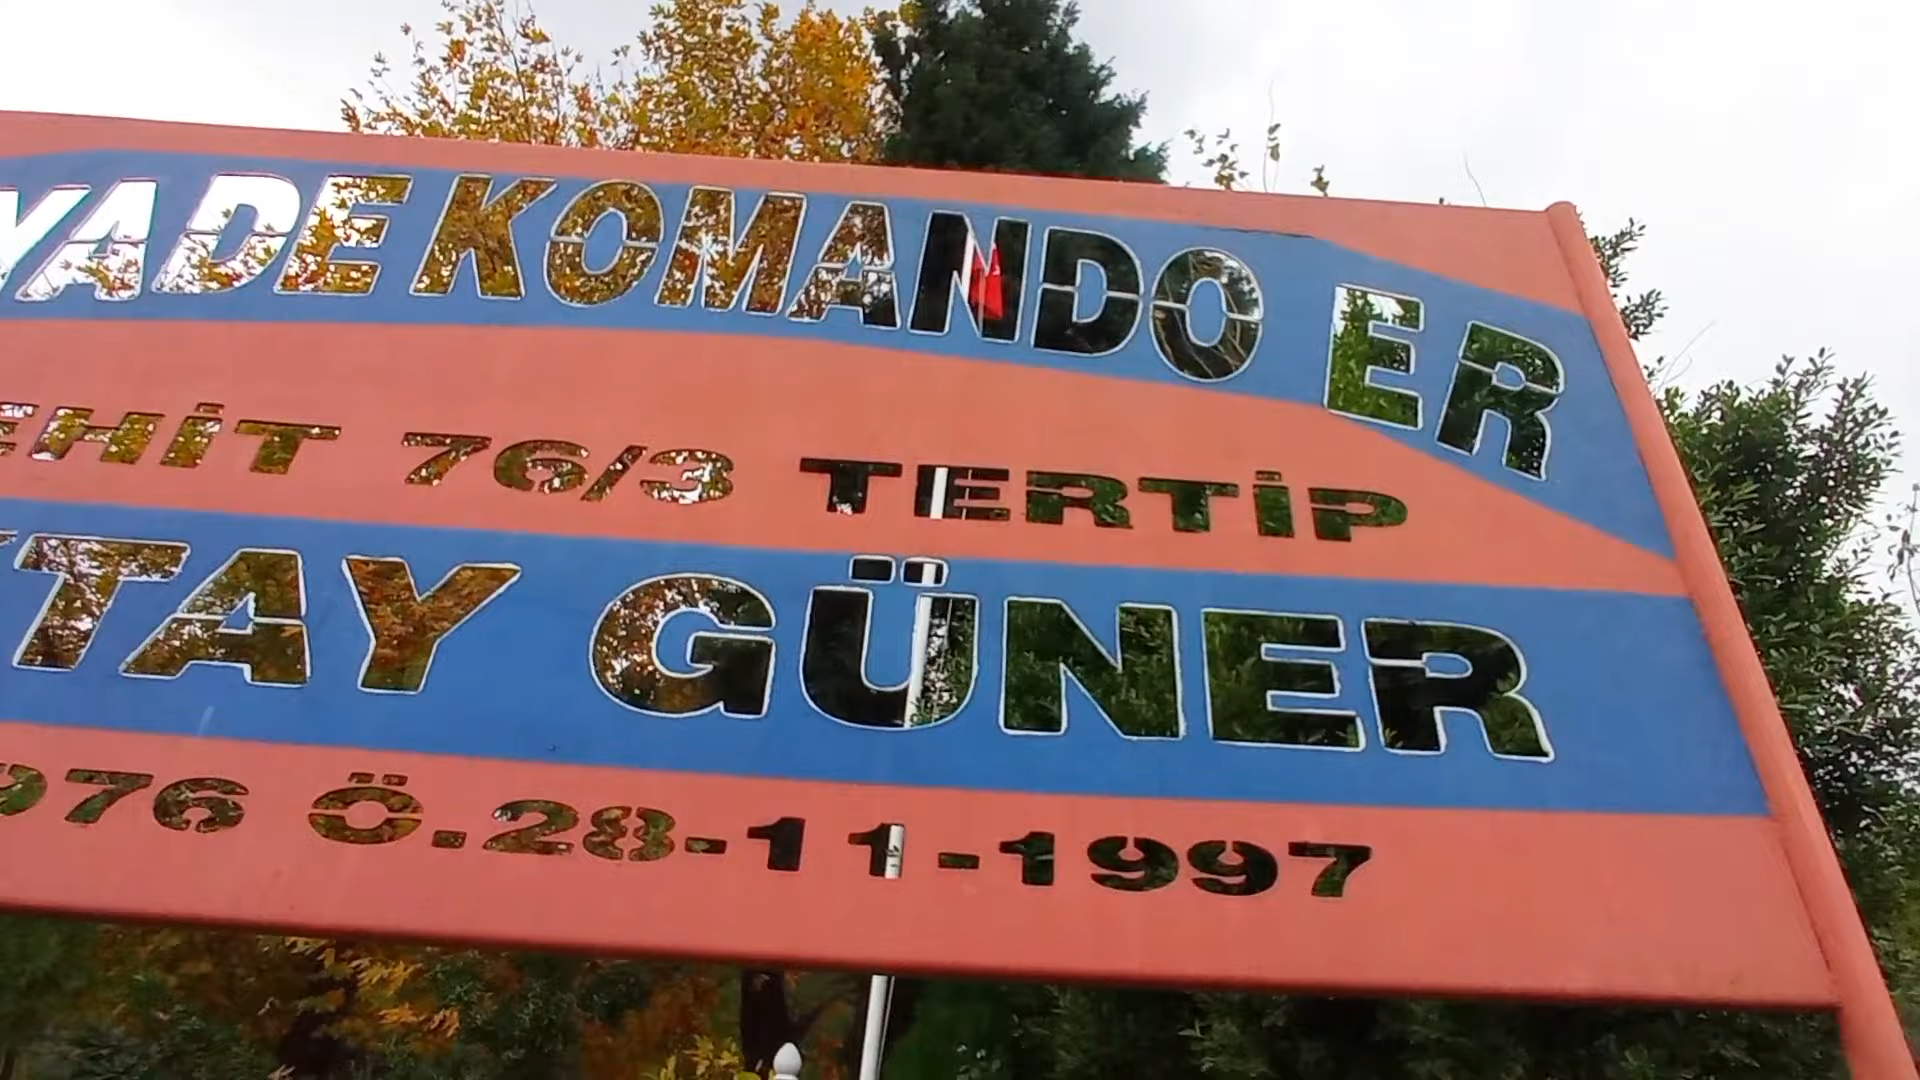 YADE KOMANDO ER
EHİT 76/3 TERTİP
TAY GÜNER
976 Ö.28-11-1997